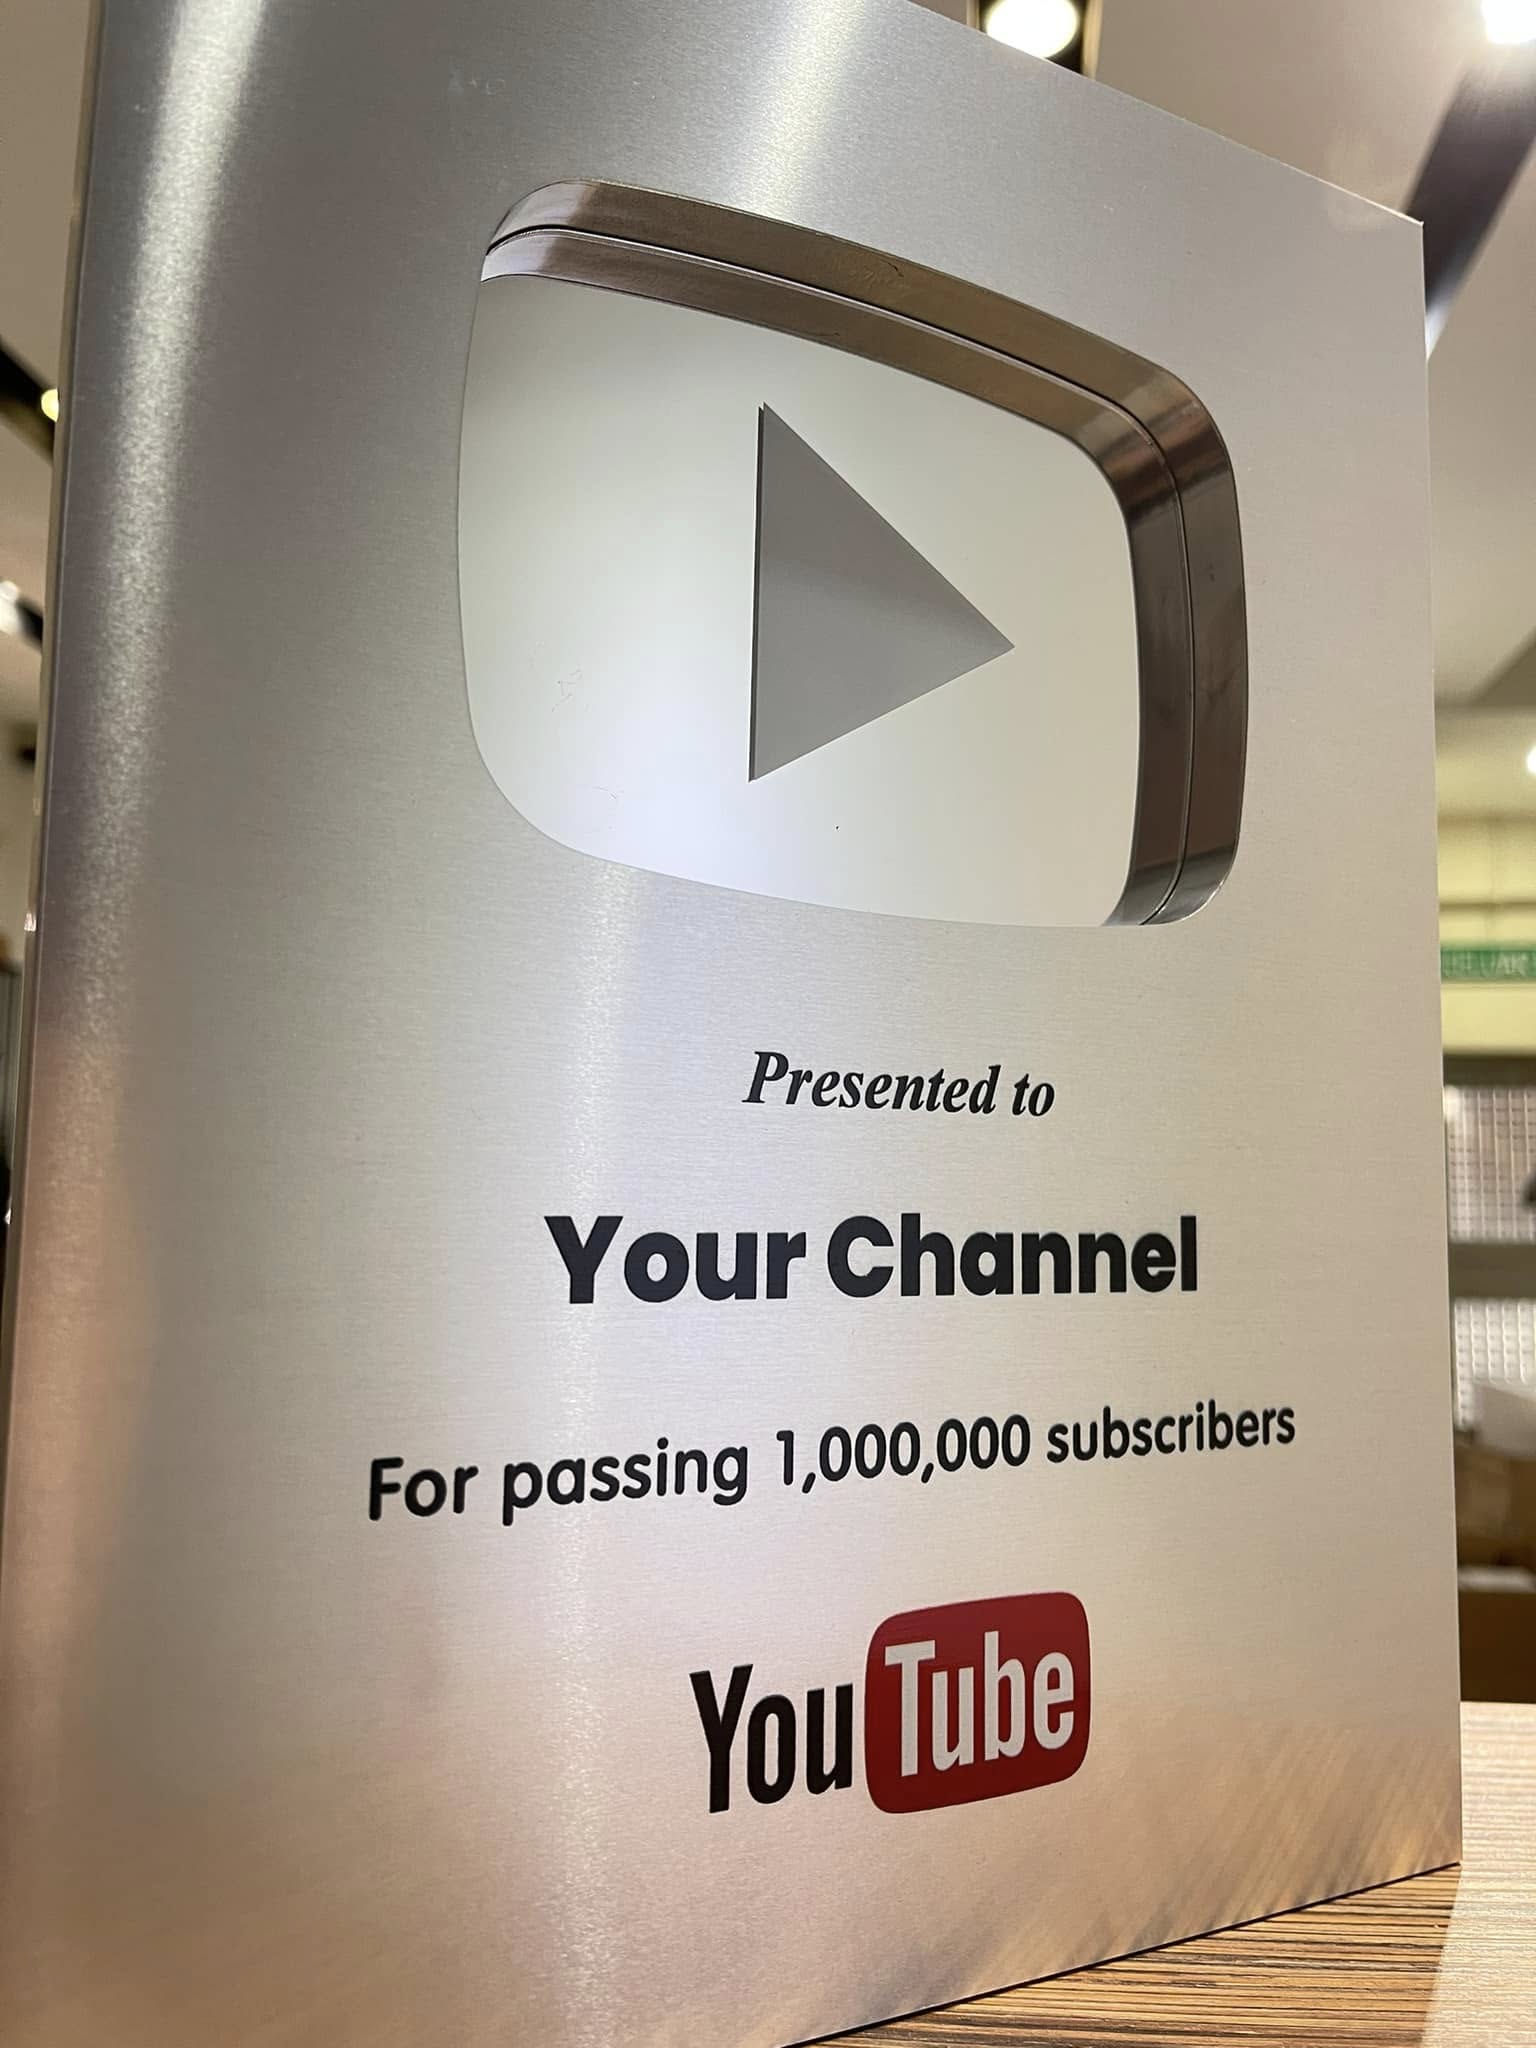 Presented to
Your Channel
For passing 1,000,000 subscribers
YouTube